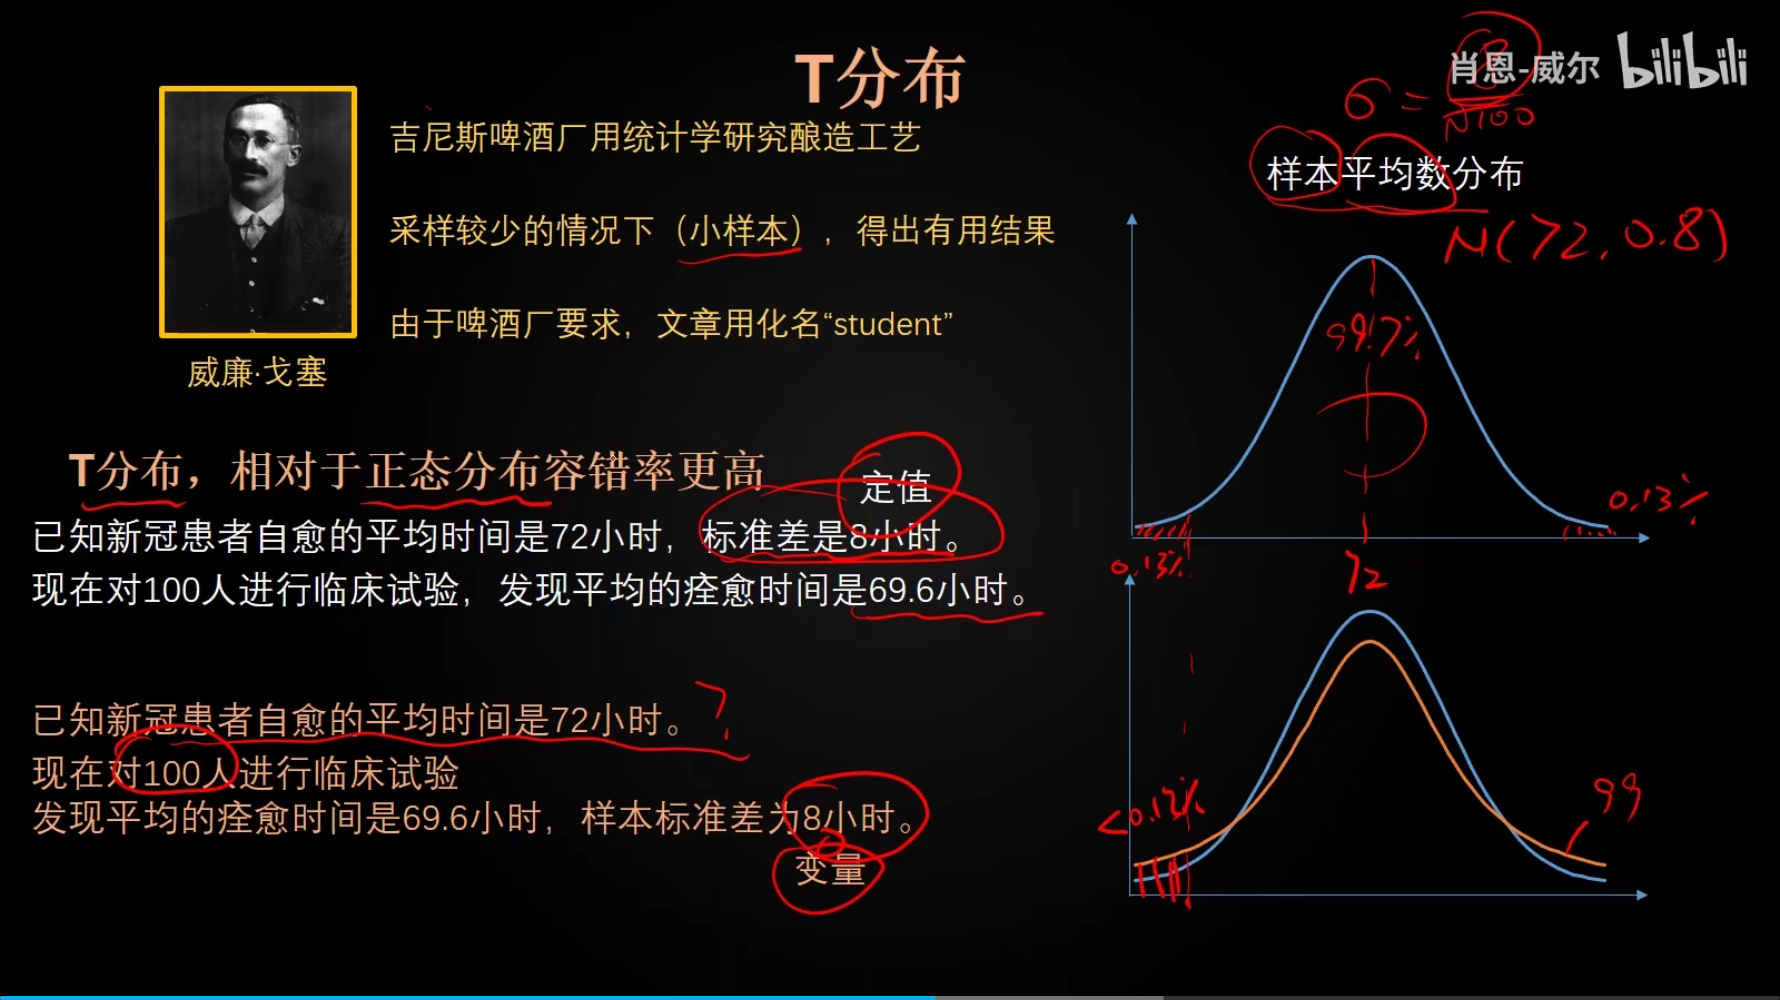 T分布
肖恩-威尔 bilibili
σ = 8/√100
吉尼斯啤酒厂用统计学研究酿造工艺
样本平均数分布
采样较少的情况下（小样本），得出有用结果
N(72, 0.8)
由于啤酒厂要求，文章用化名“student”
99.7%
威廉·戈塞
T分布，相对于正态分布容错率更高
定值
0.13%
已知新冠患者自愈的平均时间是72小时，标准差是8小时。
0.13%
72
现在对100人进行临床试验，发现平均的痊愈时间是69.6小时。
已知新冠患者自愈的平均时间是72小时。
?
现在对100人进行临床试验
发现平均的痊愈时间是69.6小时，样本标准差为8小时。
<0.13%
99
变量